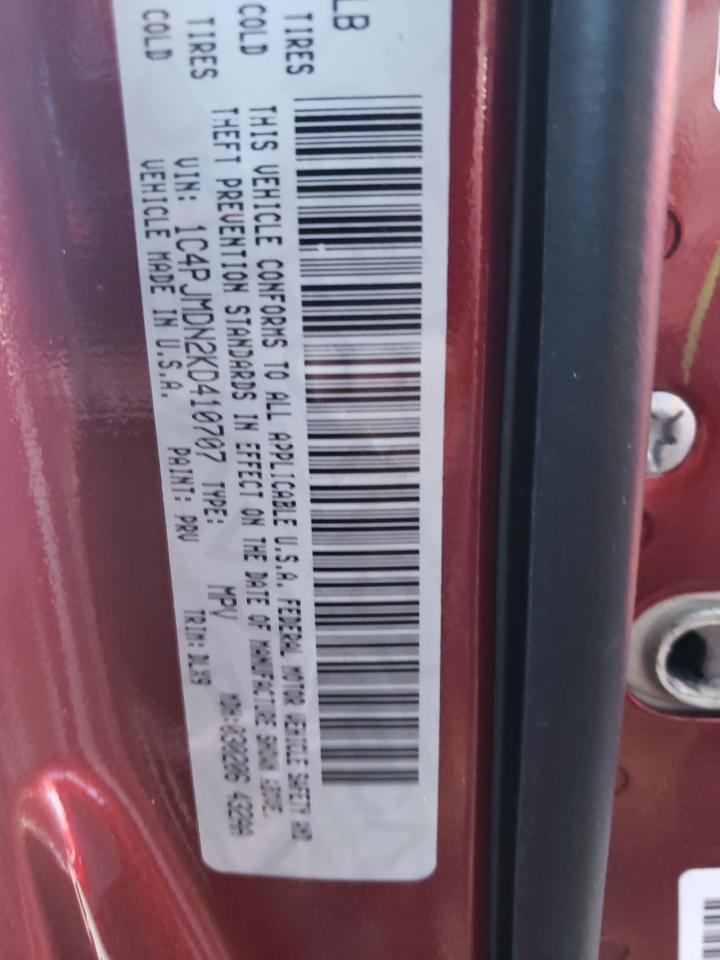 LB
TIRES COLD
TIRES COLD
THIS VEHICLE CONFORMS TO ALL APPLICABLE U.S.A. FEDERAL MOTOR VEHICLE SAFETY AND
THEFT PREVENTION STANDARDS IN EFFECT ON THE DATE OF MANUFACTURE SHOWN ABOVE.
VIN: 1C4PJMDN2KD410707 TYPE: MPV MDH:
VEHICLE MADE IN U.S.A. PAINT: PRV TRIM: DLX9